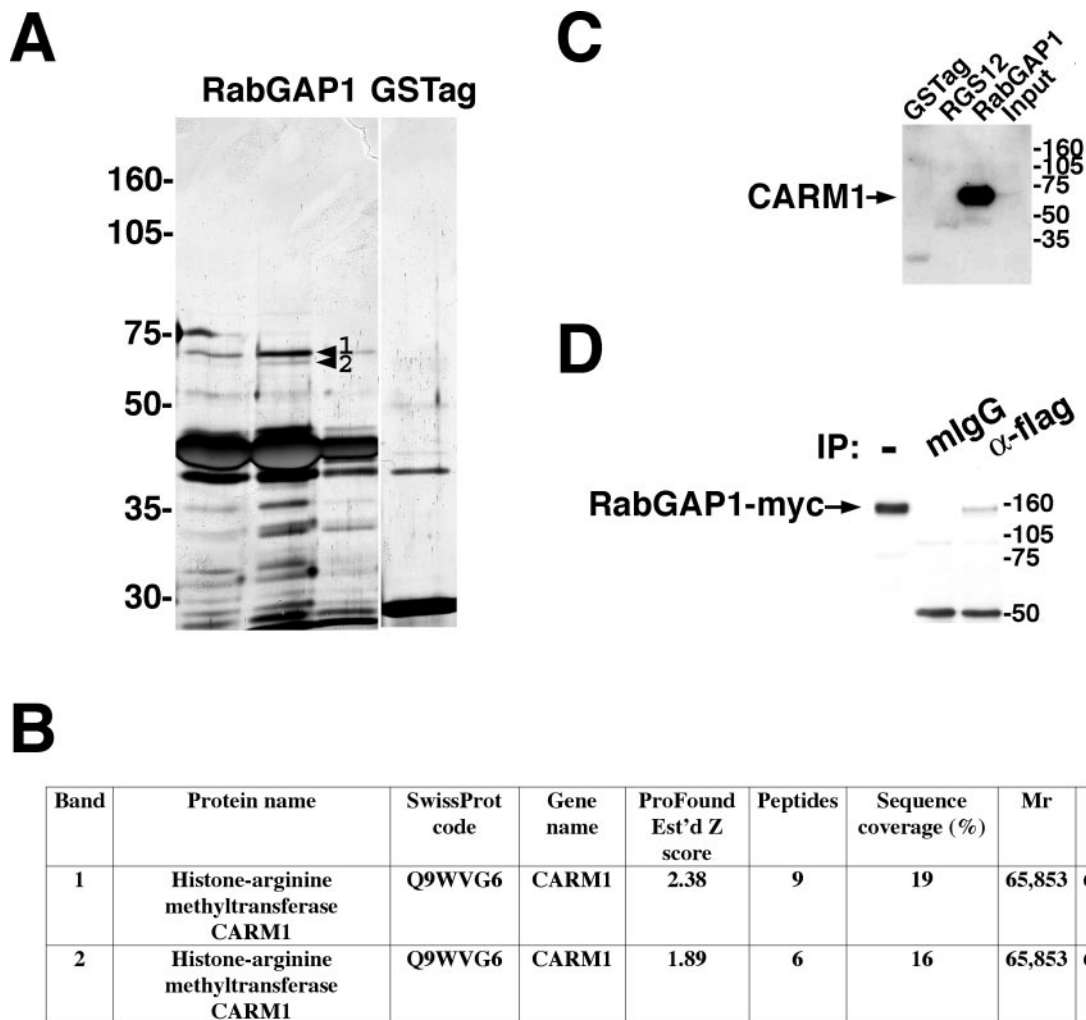 A
RabGAP1 GSTag
160-
105-
75-
1
2
50-
35-
30-
C
GSTag
RGS12
RabGAP1
Input
-160
-105
-75
-50
-35
CARM1
D
IP: - mIgG α-flag
RabGAP1-myc
-160
-105
-75
-50
B
Band Protein name SwissProt code Gene name ProFound Est'd Z score Peptides Sequence coverage (%) Mr
1 Histone-arginine methyltransferase CARM1 Q9WVG6 CARM1 2.38 9 19 65,853
2 Histone-arginine methyltransferase CARM1 Q9WVG6 CARM1 1.89 6 16 65,853